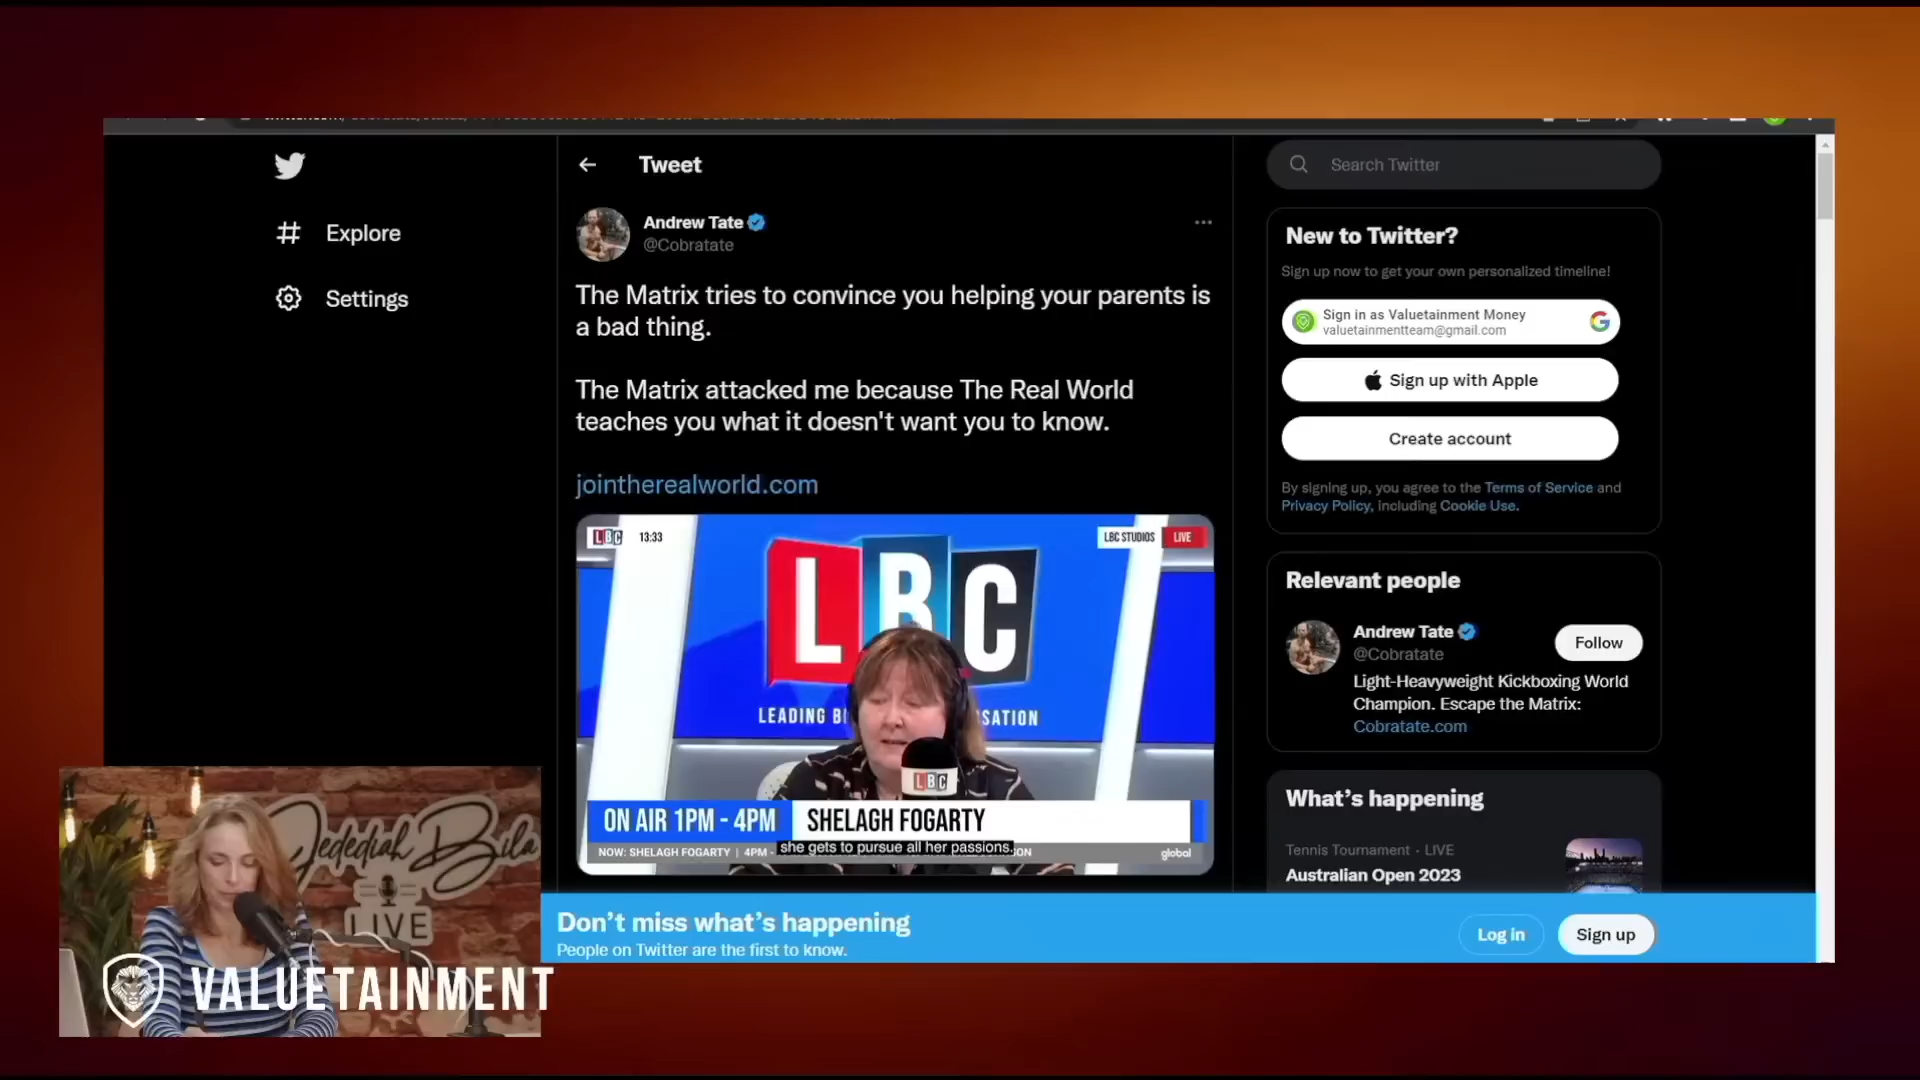 Explore
Settings
Tweet
Andrew Tate
@Cobratate
The Matrix tries to convince you helping your parents is
a bad thing.
The Matrix attacked me because The Real World
teaches you what it doesn't want you to know.
jointherealworld.com
LBC 13:33
LBC STUDIOS LIVE
LBC
LEADING
LBC
ON AIR 1PM - 4PM SHELAGH FOGARTY
NOW: SHELAGH FOGARTY | 4PM -
she gets to pursue all her passions.
global
Search Twitter
New to Twitter?
Sign up now to get your own personalized timeline!
Sign in as Valuetainment Money
valuetainmentteam@gmail.com
Sign up with Apple
Create account
By signing up, you agree to the Terms of Service and
Privacy Policy, including Cookie Use.
Relevant people
Andrew Tate
@Cobratate
Follow
Light-Heavyweight Kickboxing World
Champion. Escape the Matrix:
Cobratate.com
What's happening
Tennis Tournament · LIVE
Australian Open 2023
Don't miss what's happening
People on Twitter are the first to know.
Log in
Sign up
Jedediah Bila
LIVE
VALUETAINMENT